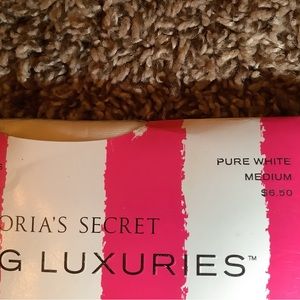 PURE WHITE
MEDIUM
$6.50
ORIA'S SECRET
G LUXURIES™